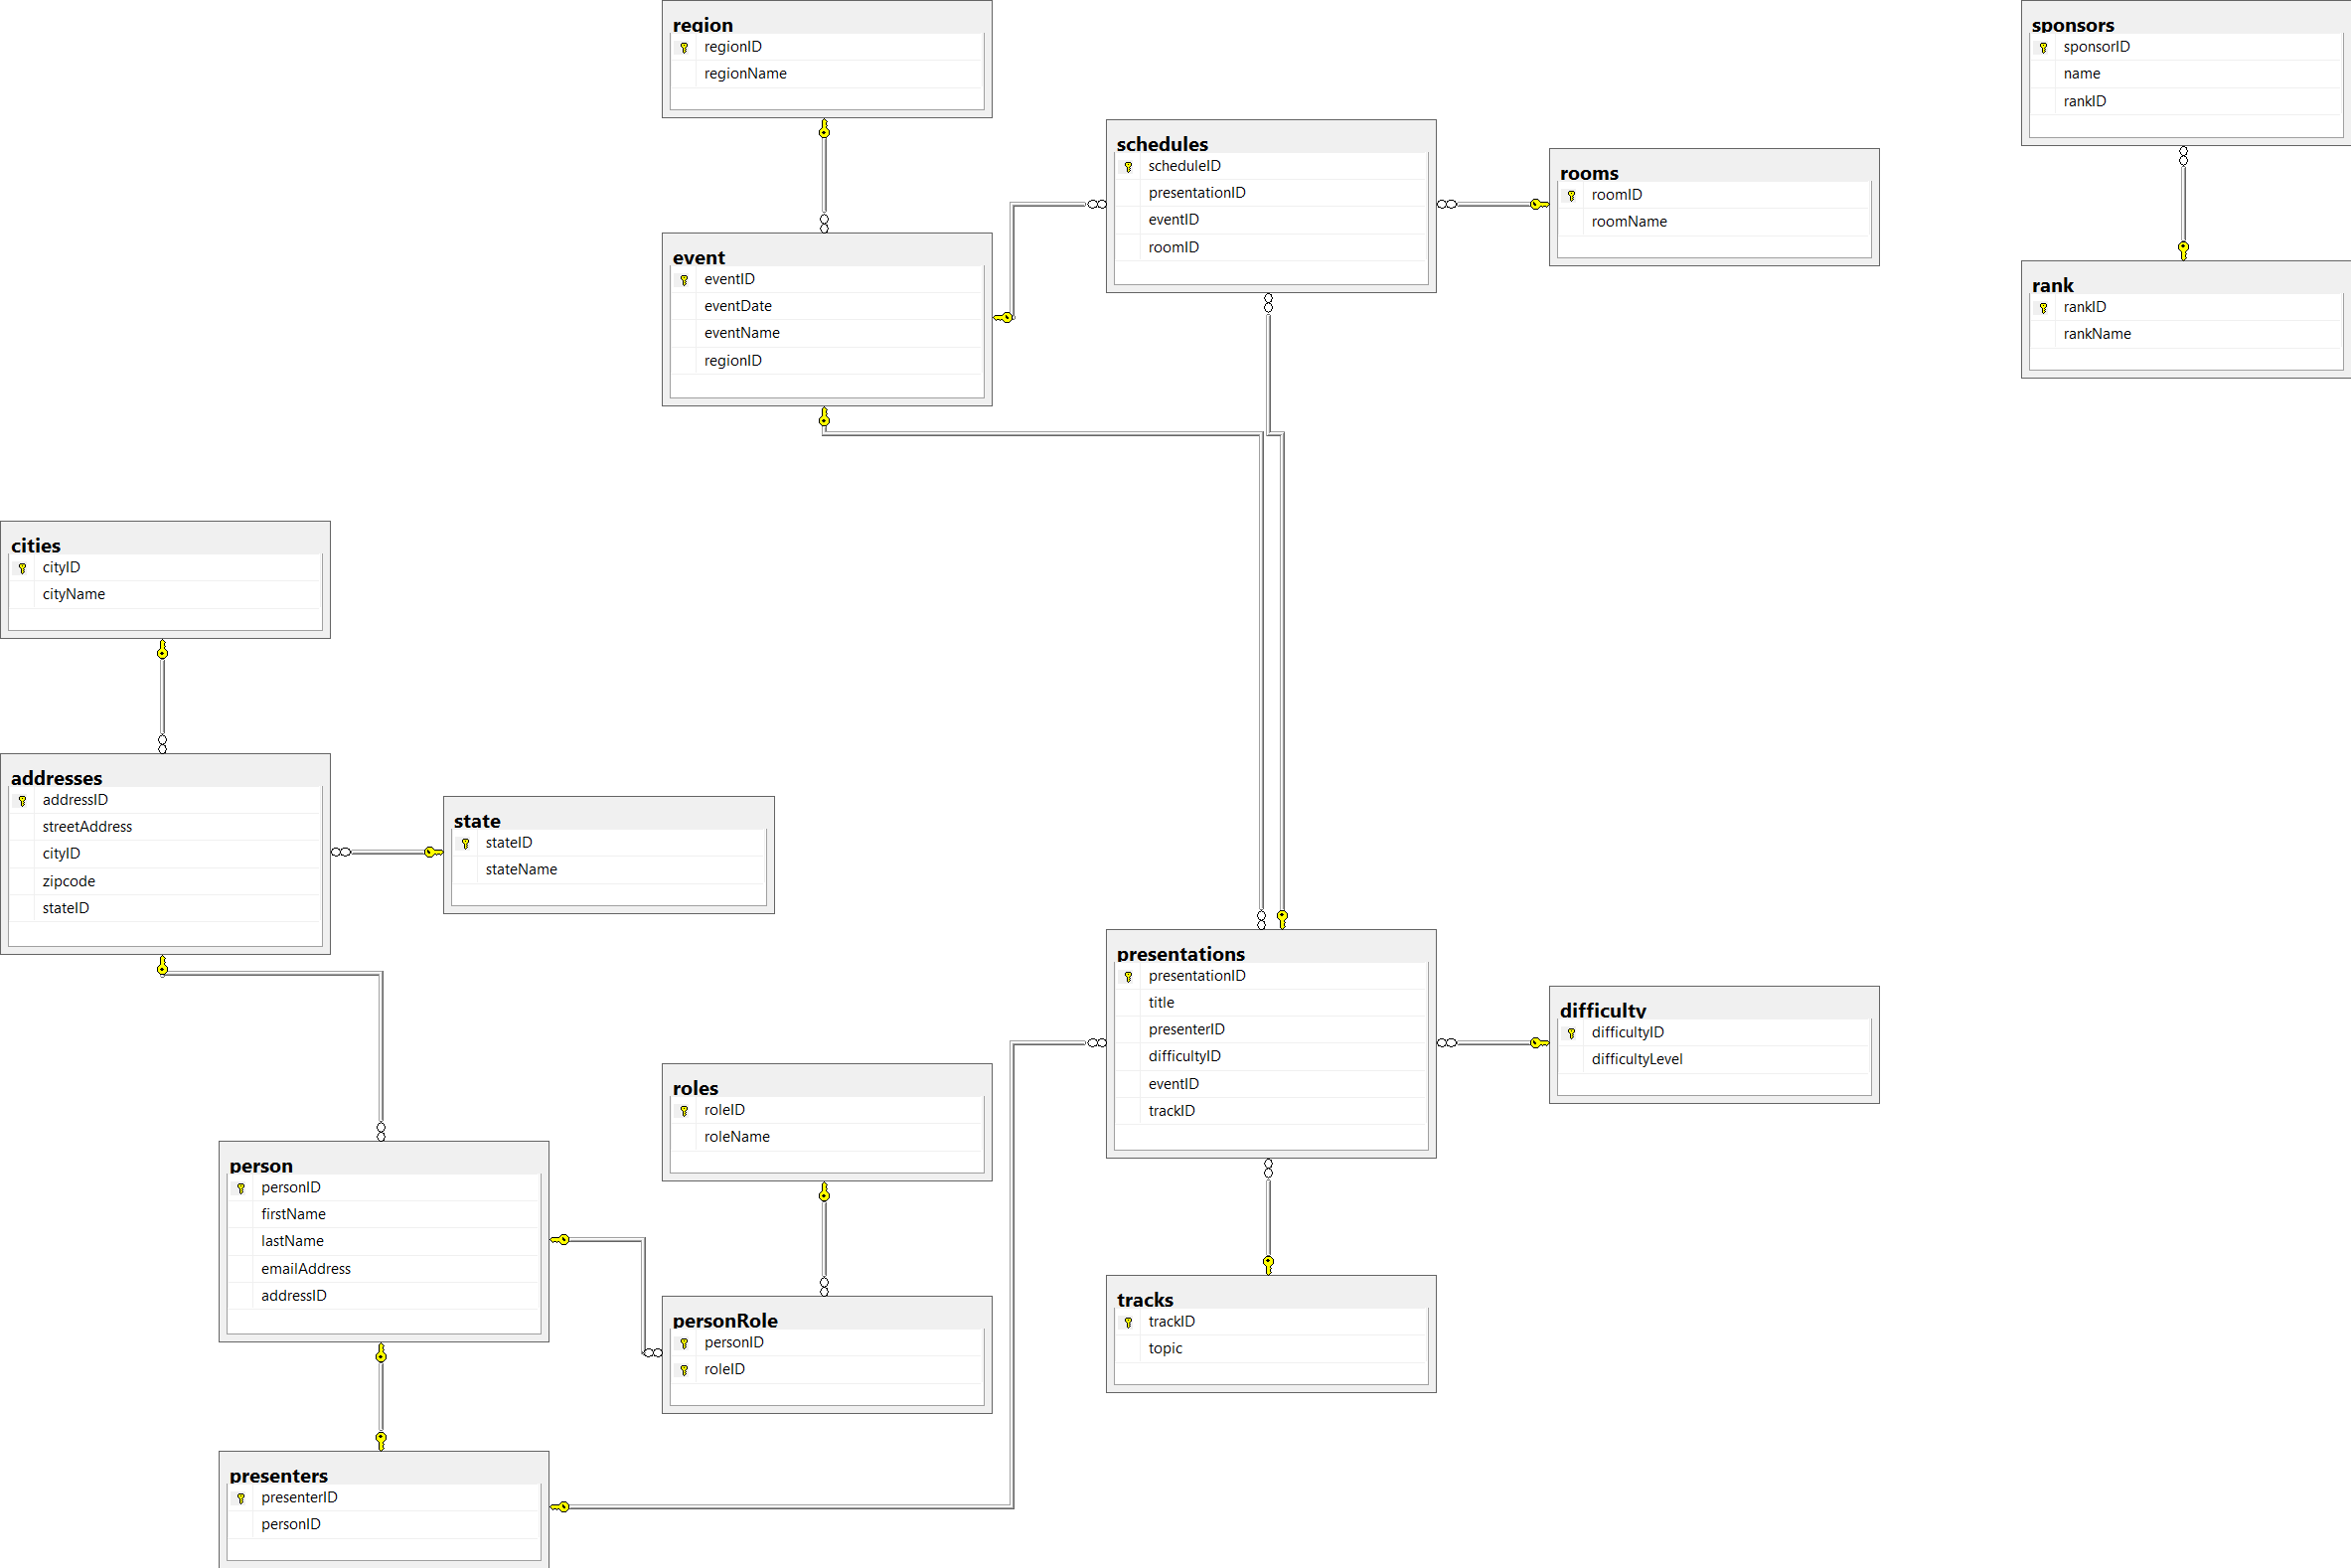 region
regionID
regionName
sponsors
sponsorID
name
rankID
schedules
scheduleID
presentationID
eventID
roomID
rooms
roomID
roomName
event
eventID
eventDate
eventName
regionID
rank
rankID
rankName
cities
cityID
cityName
addresses
addressID
streetAddress
cityID
zipcode
stateID
state
stateID
stateName
presentations
presentationID
title
presenterID
difficultyID
eventID
trackID
difficulty
difficultyID
difficultyLevel
roles
roleID
roleName
person
personID
firstName
lastName
emailAddress
addressID
personRole
personID
roleID
tracks
trackID
topic
presenters
presenterID
personID